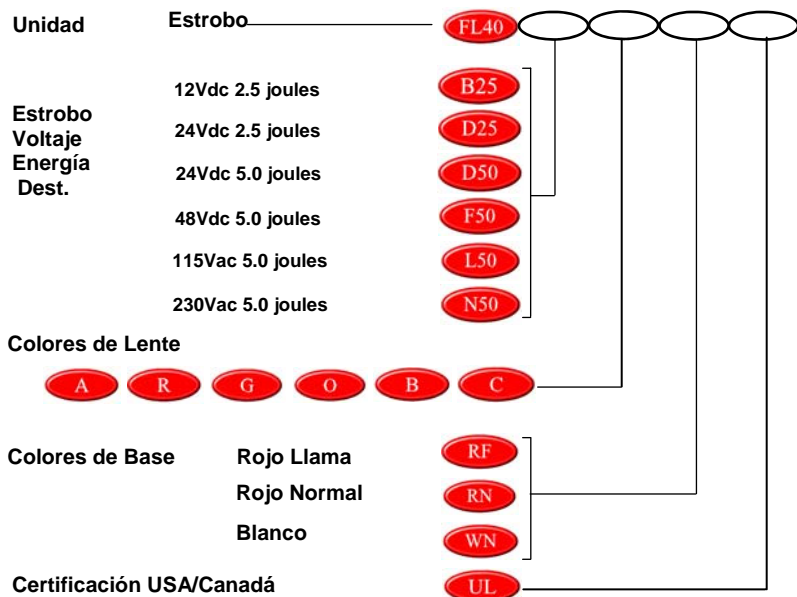 Unidad Estrobo FL40
12Vdc 2.5 joules B25
Estrobo
Voltaje
Energía
Dest.
24Vdc 2.5 joules D25
24Vdc 5.0 joules D50
48Vdc 5.0 joules F50
115Vac 5.0 joules L50
230Vac 5.0 joules N50
Colores de Lente
A R G O B C
Colores de Base Rojo Llama RF
Rojo Normal RN
Blanco WN
Certificación USA/Canadá UL